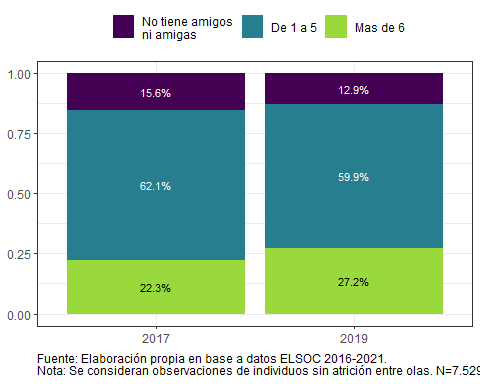 No tiene amigos
ni amigas
De 1 a 5
Mas de 6
1.00
0.75
0.50
0.25
0.00
15.6%
62.1%
22.3%
12.9%
59.9%
27.2%
2017
2019
Fuente: Elaboración propia en base a datos ELSOC 2016-2021.
Nota: Se consideran observaciones de individuos sin atrición entre olas. N=7.529